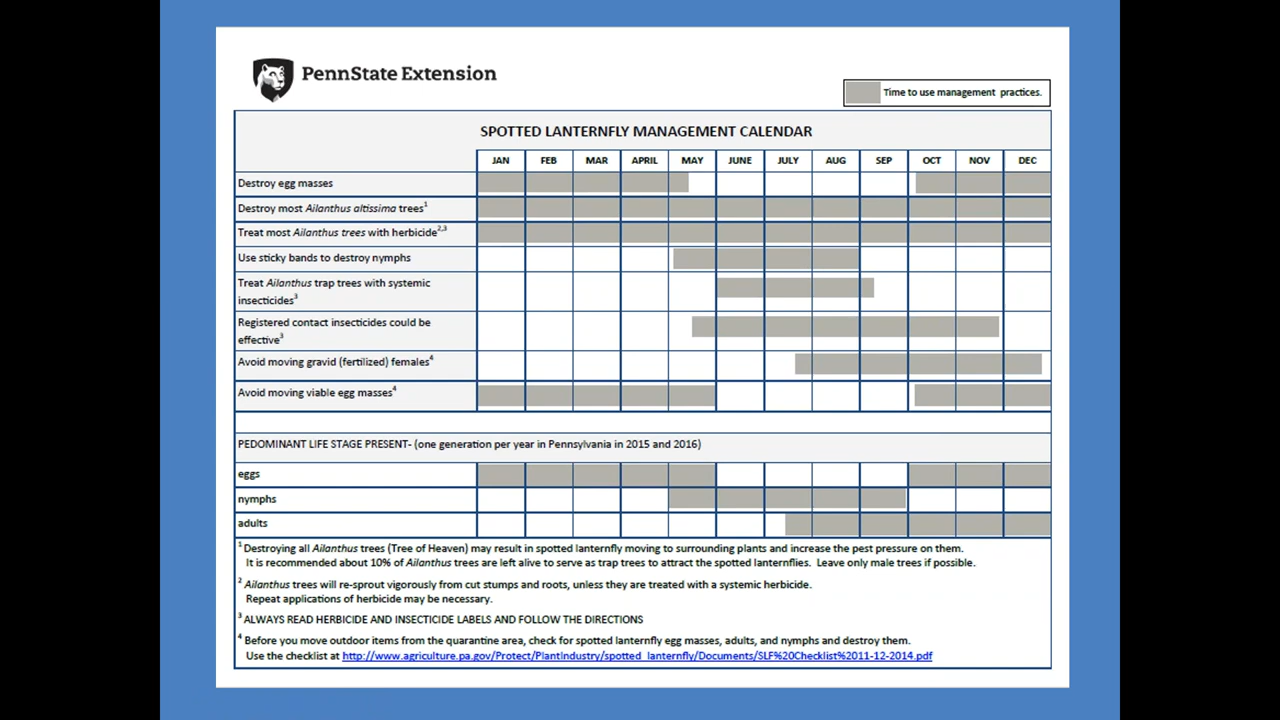 PennState Extension
Time to use management practices.
SPOTTED LANTERNFLY MANAGEMENT CALENDAR
JAN FEB MAR APRIL MAY JUNE JULY AUG SEP OCT NOV DEC
Destroy egg masses
Destroy most Ailanthus altissima trees1
Treat most Ailanthus trees with herbicide2,3
Use sticky bands to destroy nymphs
Treat Ailanthus trap trees with systemic
insecticides3
Registered contact insecticides could be
effective3
Avoid moving gravid (fertilized) females4
Avoid moving viable egg masses4
PEDOMINANT LIFE STAGE PRESENT- (one generation per year in Pennsylvania in 2015 and 2016)
eggs
nymphs
adults
1 Destroying all Ailanthus trees (Tree of Heaven) may result in spotted lanternfly moving to surrounding plants and increase the pest pressure on them.
It is recommended about 10% of Ailanthus trees are left alive to serve as trap trees to attract the spotted lanternflies. Leave only male trees if possible.
2 Ailanthus trees will re-sprout vigorously from cut stumps and roots, unless they are treated with a systemic herbicide.
Repeat applications of herbicide may be necessary.
3 ALWAYS READ HERBICIDE AND INSECTICIDE LABELS AND FOLLOW THE DIRECTIONS
4 Before you move outdoor items from the quarantine area, check for spotted lanternfly egg masses, adults, and nymphs and destroy them.
Use the checklist at http://www.agriculture.pa.gov/Protect/PlantIndustry/spotted_lanternfly/Documents/SLF%20Checklist%2011-12-2014.pdf